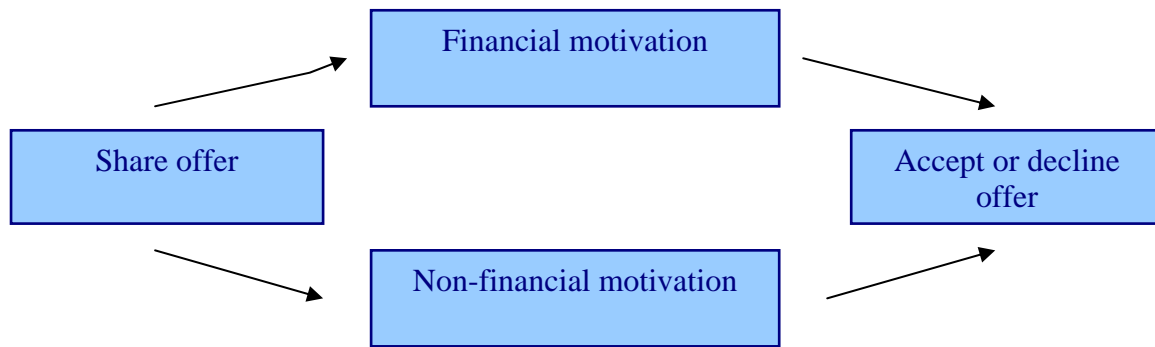 Financial motivation
Share offer
Accept or decline
offer
Non-financial motivation